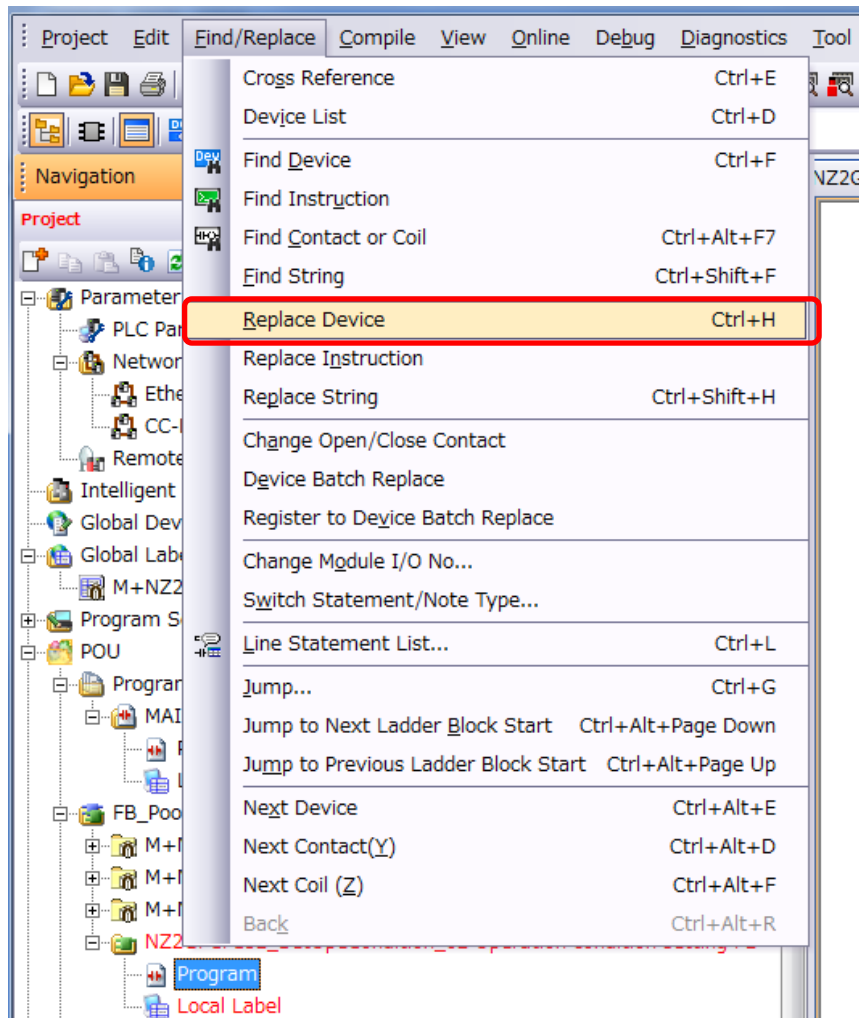 Project Edit Find/Replace Compile View Online Debug Diagnostics Tool
Cross Reference Ctrl+E
Device List Ctrl+D
Find Device Ctrl+F
Navigation
Find Instruction
Project
Find Contact or Coil Ctrl+Alt+F7
Find String Ctrl+Shift+F
Parameter
Replace Device Ctrl+H
PLC Par
Replace Instruction
Networ
Replace String Ctrl+Shift+H
Ethe
CC-
Change Open/Close Contact
Remote
Device Batch Replace
Intelligent
Register to Device Batch Replace
Global Dev
Change Module I/O No...
Global Labe
M+NZ2
Switch Statement/Note Type...
Program S
Line Statement List... Ctrl+L
POU
Jump... Ctrl+G
Program
Jump to Next Ladder Block Start Ctrl+Alt+Page Down
MAI
Jump to Previous Ladder Block Start Ctrl+Alt+Page Up
Next Device Ctrl+Alt+E
FB_Poo
Next Contact(Y) Ctrl+Alt+D
M+
Next Coil (Z) Ctrl+Alt+F
M+
Back Ctrl+Alt+R
M+
NZ2
Program
Local Label